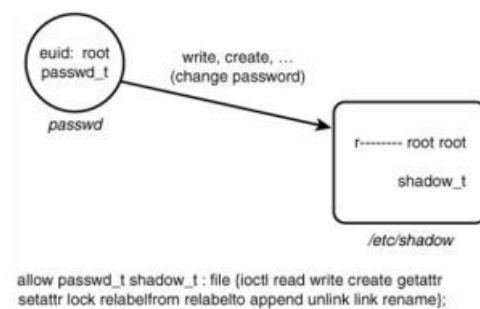 euid: root
passwd_t
passwd
write, create, ...
(change password)
r-------- root root
shadow_t
/etc/shadow
allow passwd_t shadow_t : file {ioctl read write create getattr
setattr lock relabelfrom relabelto append unlink link rename};